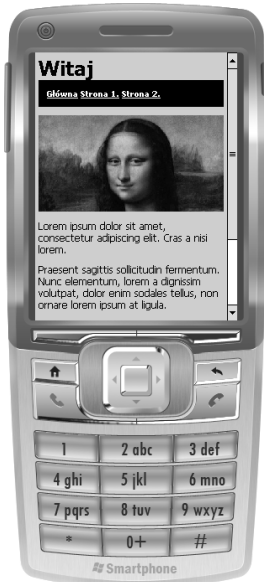 Witaj
Główna Strona 1. Strona 2.
Lorem ipsum dolor sit amet,
consectetur adipiscing elit. Cras a nisi
lorem.
Praesent sagittis sollicitudin fermentum.
Nunc elementum, lorem a dignissim
volutpat, dolor enim sodales tellus, non
ornare lorem ipsum at ligula.
1 2 abc 3 def
4 ghi 5 jkl 6 mno
7 pqrs 8 tuv 9 wxyz
* 0+ #
Smartphone